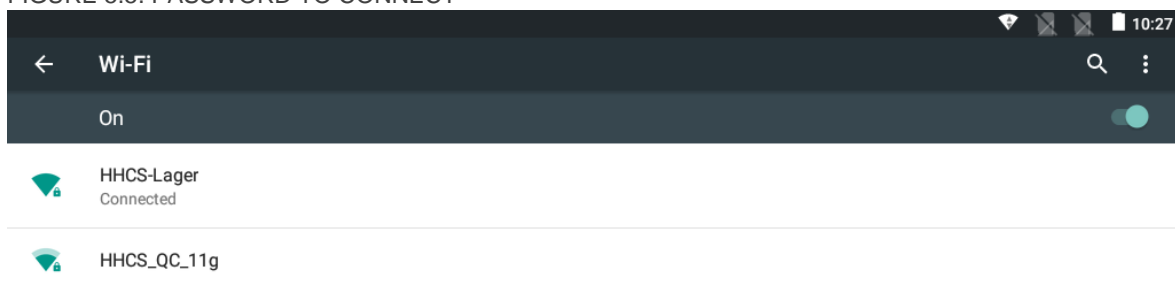 10:27
Wi-Fi
On
HHCS-Lager
Connected
HHCS_QC_11g